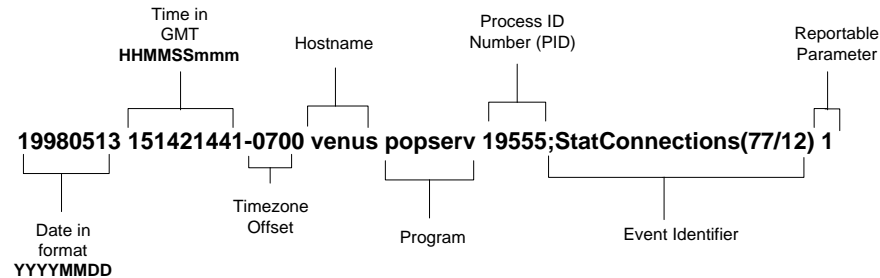 Time in
GMT
HHMMSSmmm
Hostname
Process ID
Number (PID)
Reportable
Parameter
19980513 151421441-0700 venus popserv 19555;StatConnections(77/12) 1
Date in
format
YYYYMMDD
Timezone
Offset
Program
Event Identifier